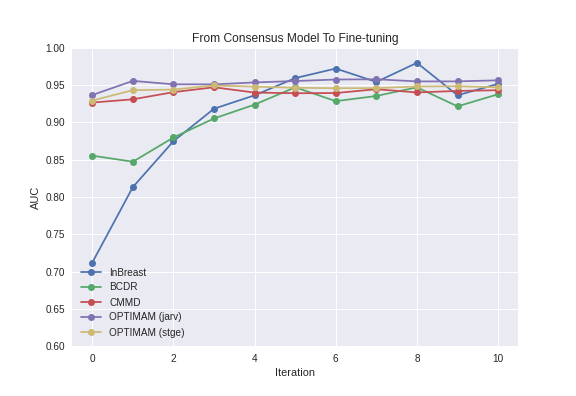 From Consensus Model To Fine-tuning
1.00
0.95
0.90
0.85
0.80
0.75
0.70
0.65
0.60
AUC
InBreast
BCDR
CMMD
OPTIMAM (jarv)
OPTIMAM (stge)
0 2 4 6 8 10
Iteration